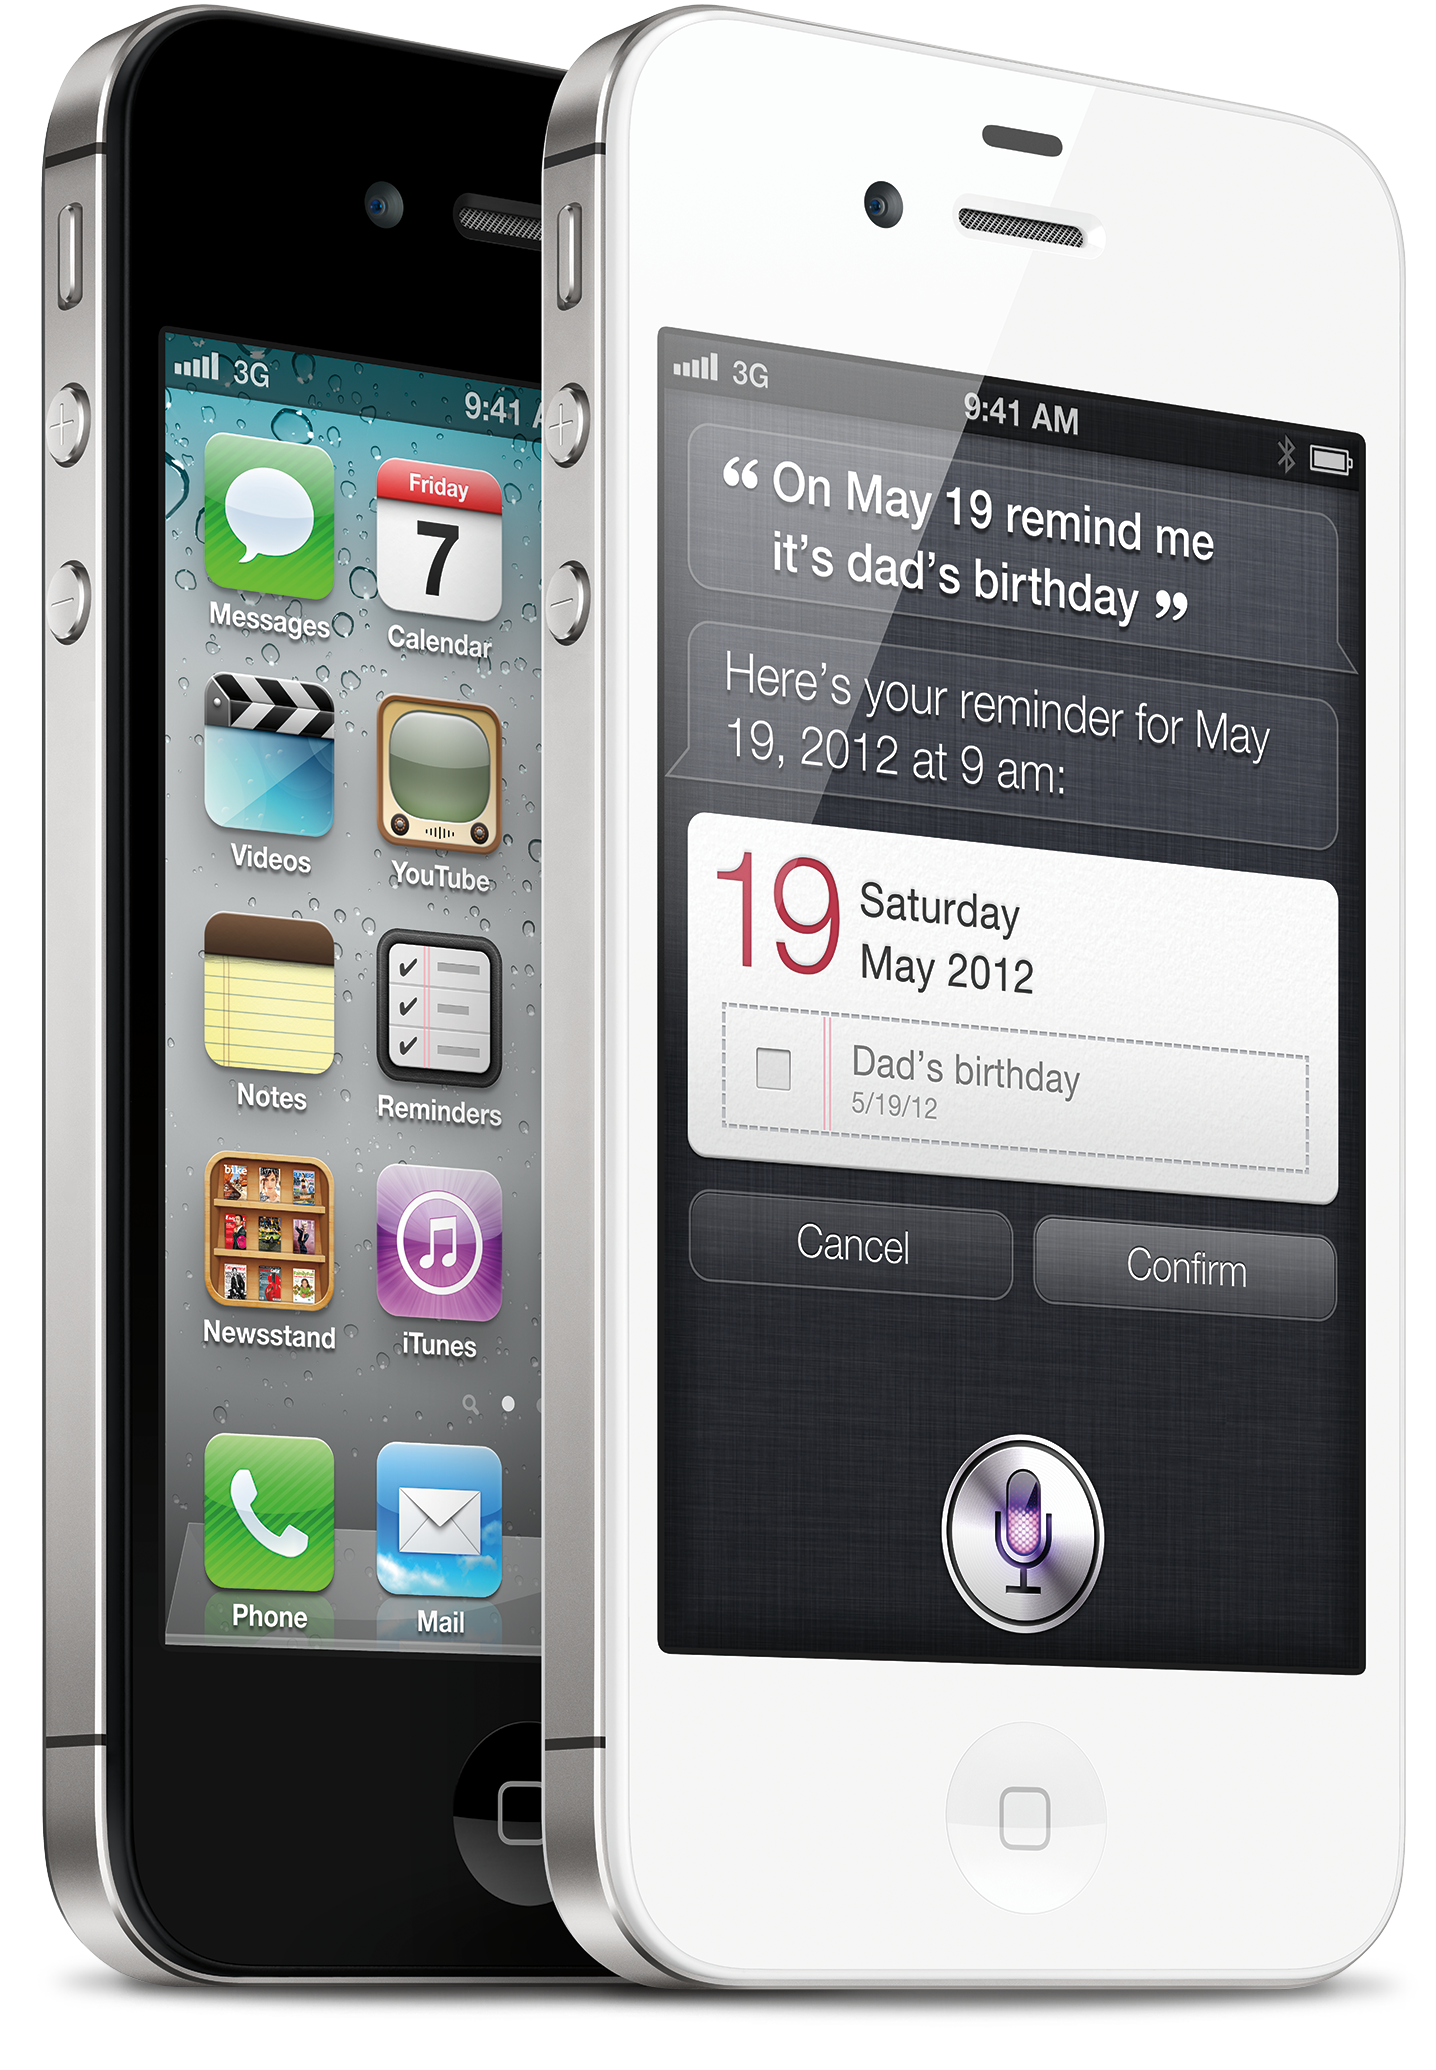 3G
9:41 A
Friday
7
Messages
Calendar
Videos
YouTube
Notes
Reminders
bike
Newsstand
iTunes
Phone
Mail
3G
9:41 AM
“ On May 19 remind me
it’s dad’s birthday ”
Here’s your reminder for May
19, 2012 at 9 am:
19
Saturday
May 2012
Dad’s birthday
5/19/12
Cancel
Confirm